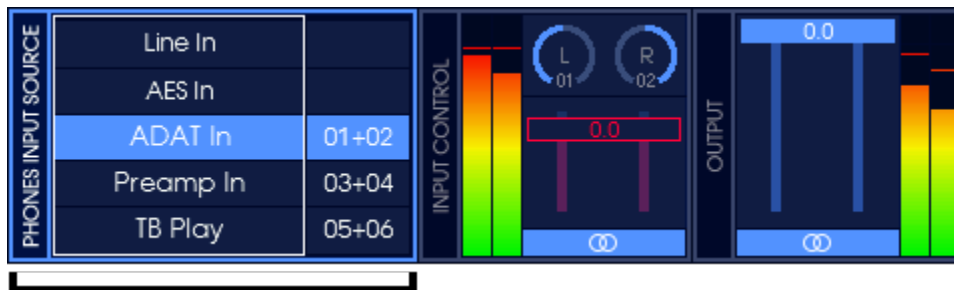 PHONES INPUT SOURCE
Line In
AES In
ADAT In 01+02
Preamp In 03+04
TB Play 05+06
INPUT CONTROL
L 01
R 02
0.0
OUTPUT
0.0